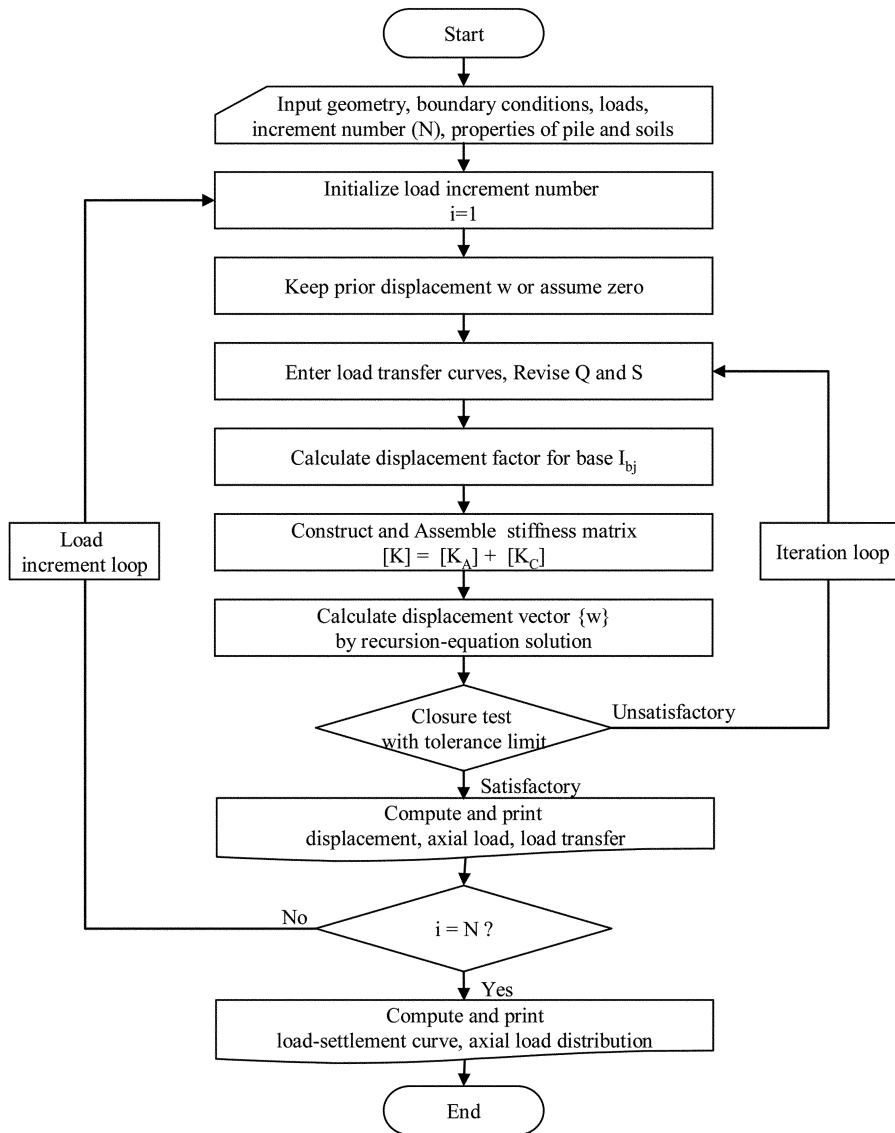 Start
Input geometry, boundary conditions, loads,
increment number (N), properties of pile and soils
Initialize load increment number
i=1
Keep prior displacement w or assume zero
Enter load transfer curves, Revise Q and S
Calculate displacement factor for base I_bj
Construct and Assemble stiffness matrix
[K] = [K_A] + [K_C]
Load
increment loop
Iteration loop
Calculate displacement vector {w}
by recursion-equation solution
Closure test
with tolerance limit
Unsatisfactory
Satisfactory
Compute and print
displacement, axial load, load transfer
No
i = N ?
Yes
Compute and print
load-settlement curve, axial load distribution
End